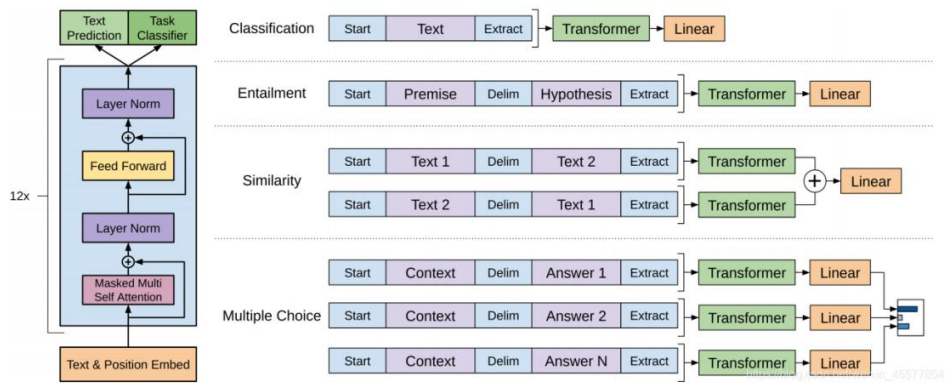 Text
Prediction
Task
Classifier
12x
Layer Norm
Feed Forward
Layer Norm
Masked Multi
Self Attention
Text & Position Embed
Classification
Start Text Extract Transformer Linear
Entailment
Start Premise Delim Hypothesis Extract Transformer Linear
Similarity
Start Text 1 Delim Text 2 Extract Transformer
Start Text 2 Delim Text 1 Extract Transformer
Linear
Multiple Choice
Start Context Delim Answer 1 Extract Transformer Linear
Start Context Delim Answer 2 Extract Transformer Linear
Start Context Delim Answer N Extract Transformer Linear